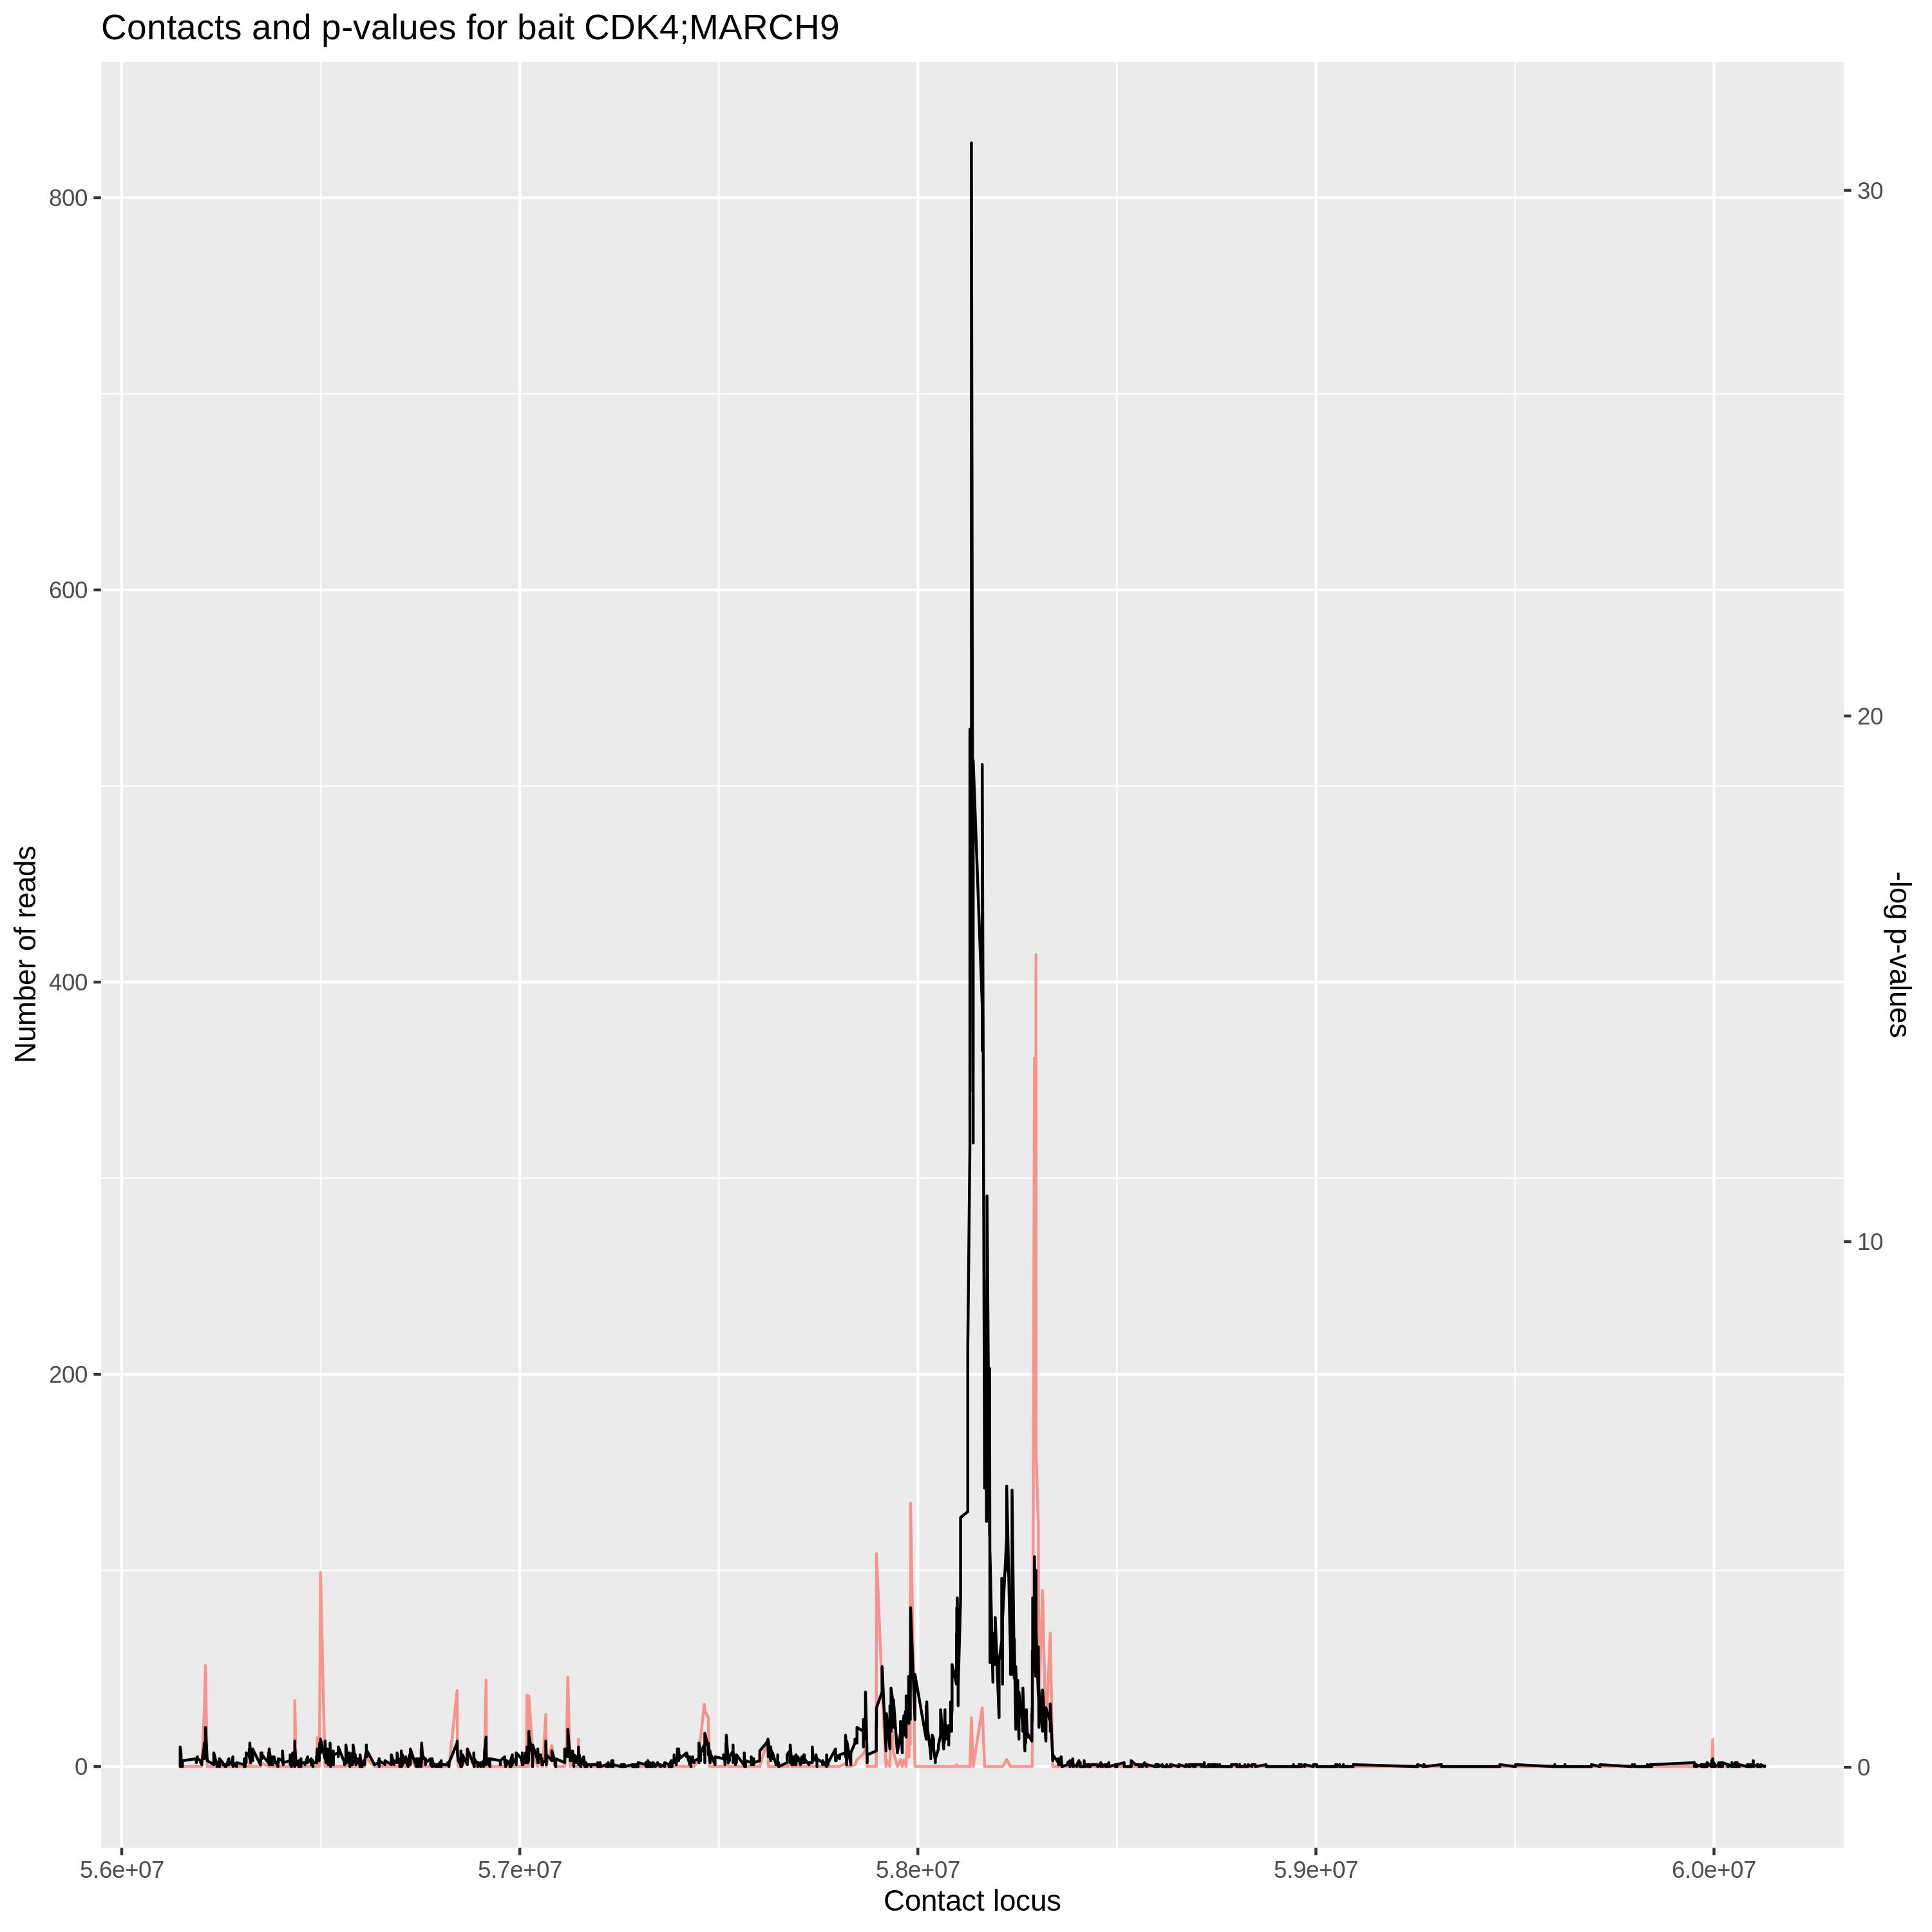 Contacts and p-values for bait CDK4;MARCH9
Number of reads
800
600
400
200
0
30
20
10
0
-log p-values
5.6e+07
5.7e+07
5.8e+07
5.9e+07
6.0e+07
Contact locus